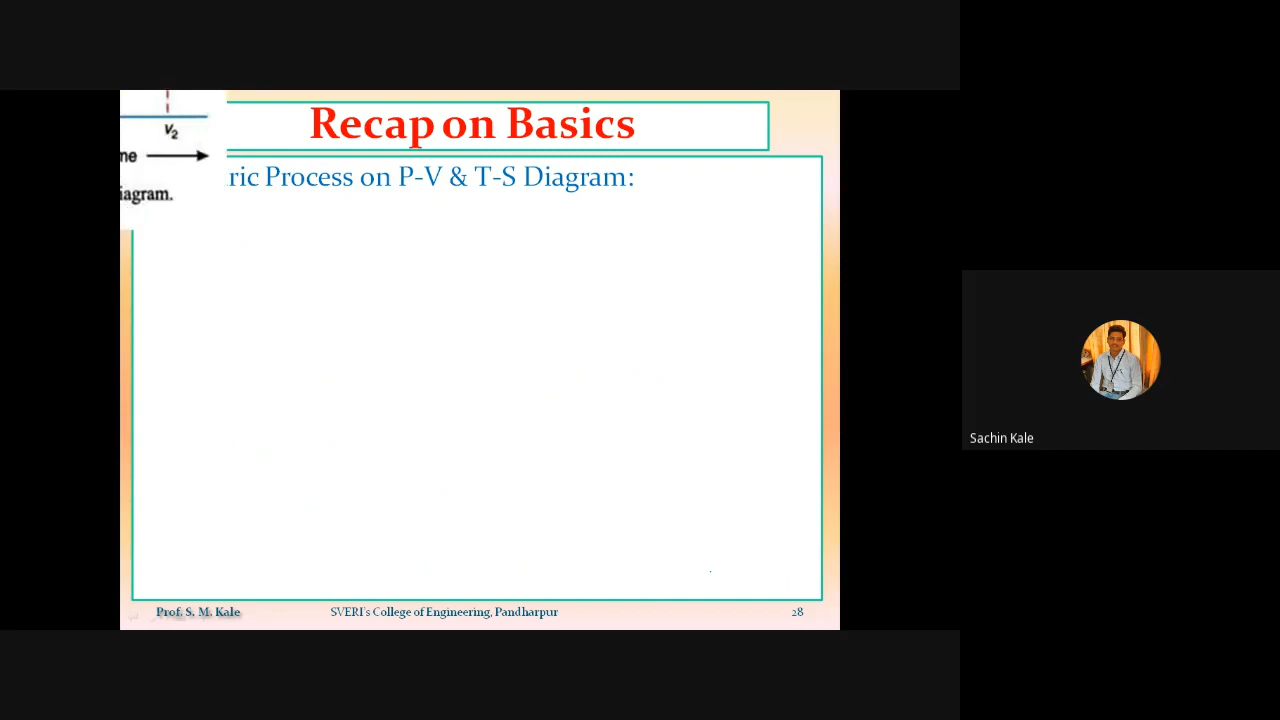 Recap on Basics
v2
me
ric Process on P-V & T-S Diagram:
iagram.
Sachin Kale
Prof. S. M. Kale SVERI's College of Engineering, Pandharpur 28